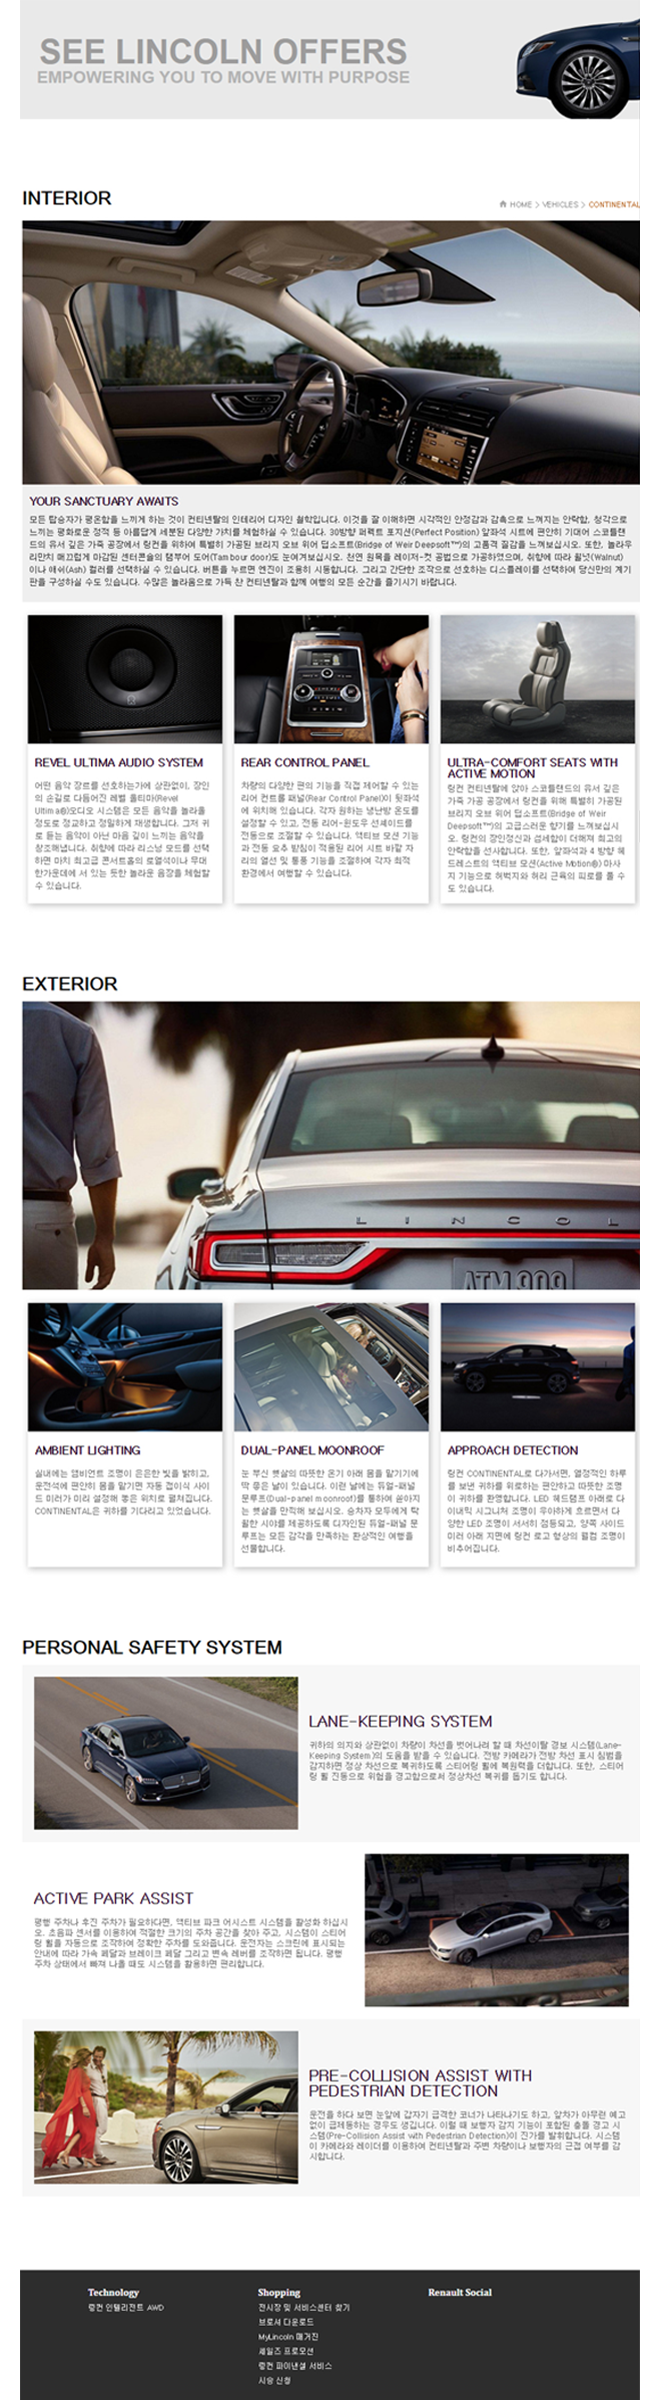 SEE LINCOLN OFFERS
EMPOWERING YOU TO MOVE WITH PURPOSE
INTERIOR
HOME > VEHICLES > CONTINENTAL
YOUR SANCTUARY AWAITS
모든 탑승자가 평온함을 느끼게 하는 것이 컨티넨탈의 인테리어 디자인 철학입니다. 이것을 잘 이해하면 시각적인 안정감과 감촉으로 느껴지는 안락함, 청각으로
느끼는 평화로운 정적 등 아름답게 세분된 다양한 가치를 체험하실 수 있습니다. 30방향 퍼펙트 포지션(Perfect Position) 앞좌석 시트에 편안히 기대어 스코틀랜
드의 유서 깊은 가죽 공장에서 링컨을 위하여 특별히 가공된 브리지 오브 위어 딥소프트(Bridge of Weir Deepsoft™)의 고품격 질감을 느껴보십시오. 또한, 놀라우
리만치 매끄럽게 마감된 센터콘솔의 탬부어 도어(Tambour door)도 눈여겨보십시오. 천연 원목을 레이저-컷 공법으로 가공하였으며, 취향에 따라 월넛(Walnut)
이나 애쉬(Ash) 컬러를 선택하실 수 있습니다. 버튼을 누르면 엔진이 조용히 시동합니다. 그리고 간단한 조작으로 선호하는 디스플레이를 선택하여 당신만의 계기
판을 구성하실 수도 있습니다. 수많은 놀라움으로 가득 찬 컨티넨탈과 함께 여행의 모든 순간을 즐기시기 바랍니다.
REVEL ULTIMA AUDIO SYSTEM
어떤 음악 장르를 선호하는가에 상관없이, 장인
의 손길로 다듬어진 레벨 울티마(Revel
Ultima®)오디오 시스템은 모든 음악을 놀라울
정도로 정교하고 정밀하게 재생합니다. 그저 귀
로 듣는 음악이 아닌 마음 깊이 느끼는 음악을
창조해냅니다. 취향에 따라 리스닝 모드를 선택
하면 마치 최고급 콘서트홀의 로열석이나 무대
한가운데에 서 있는 듯한 놀라운 음장을 체험할
수 있습니다.
REAR CONTROL PANEL
차량의 다양한 편의 기능을 직접 제어할 수 있는
리어 컨트롤 패널(Rear Control Panel)이 뒷좌석
에 위치해 있습니다. 각자 원하는 냉난방 온도를
설정할 수 있고, 전동 리어-윈도우 선셰이드를
전동으로 조절할 수 있습니다. 액티브 모션 기능
과 전동 요추 받침이 적용된 리어 시트 바깥 자
리의 열선 및 통풍 기능을 조절하여 각자 최적
환경에서 여행할 수 있습니다.
ULTRA-COMFORT SEATS WITH
ACTIVE MOTION
링컨 컨티넨탈에 앉아 스코틀랜드의 유서 깊은
가죽 가공 공장에서 링컨을 위해 특별히 가공된
브리지 오브 위어 딥소프트(Bridge of Weir
Deepsoft™)의 고급스러운 향기를 느껴보십시
오. 링컨의 장인정신과 섬세함이 더해져 최고의
안락함을 선사합니다. 또한, 앞좌석과 4 방향 헤
드레스트의 액티브 모션(Active Motion®) 마사
지 기능으로 허벅지와 허리 근육의 피로를 풀 수
도 있습니다.
EXTERIOR
LINCOL
ATM 909
AMBIENT LIGHTING
실내에는 앰비언트 조명이 은은한 빛을 밝히고,
운전석에 편안히 몸을 맡기면 자동 접이식 사이
드 미러가 미리 설정해 놓은 위치로 펼쳐집니다.
CONTINENTAL은 귀하를 기다리고 있었습니다.
DUAL-PANEL MOONROOF
눈 부신 햇살의 따뜻한 온기 아래 몸을 맡기기에
딱 좋은 날이 있습니다. 이런 날에는 듀얼-패널
문루프(Dual-panel moonroof)를 통하여 쏟아지
는 햇빛을 만끽해 보십시오. 승차자 모두에게 탁
월한 시야를 제공하도록 디자인된 듀얼-패널 문
루프는 모든 감각을 만족하는 환상적인 여행을
선물합니다.
APPROACH DETECTION
링컨 CONTINENTAL로 다가서면, 열정적인 하루
를 보낸 귀하를 위로하는 편안하고 따뜻한 조명
이 귀하를 환영합니다. LED 헤드램프 아래로 다
이내믹 시그니처 조명이 우아하게 흐르면서 다
양한 LED 조명이 서서히 점등되고, 양쪽 사이드
미러 아래 지면에 링컨 로고 형상의 웰컴 조명이
비추어집니다.
PERSONAL SAFETY SYSTEM
LANE-KEEPING SYSTEM
귀하의 의지와 상관없이 차량이 차선을 벗어나려 할 때 차선이탈 경보 시스템(Lane-
Keeping System)의 도움을 받을 수 있습니다. 전방 카메라가 전방 차선 표시 침범을
감지하면 정상 차선으로 복귀하도록 스티어링 휠에 복원력을 더합니다. 또한, 스티어
링 휠 진동으로 위험을 경고함으로써 정상차선 복귀를 돕기도 합니다.
ACTIVE PARK ASSIST
평행 주차나 후진 주차가 필요하다면, 액티브 파크 어시스트 시스템을 활성화 하십시
오. 초음파 센서를 이용하여 적절한 크기의 주차 공간을 찾아 주고, 시스템이 스티어
링 휠을 자동으로 조작하여 정확한 주차를 도와줍니다. 운전자는 스크린에 표시되는
안내에 따라 가속 페달과 브레이크 페달 그리고 변속 레버를 조작하면 됩니다. 평행
주차 상태에서 빠져 나올 때도 시스템을 활용하면 편리합니다.
PRE-COLLISION ASSIST WITH
PEDESTRIAN DETECTION
운전을 하다 보면 눈앞에 갑자기 급격한 코너가 나타나기도 하고, 앞차가 아무런 예고
없이 급제동하는 경우도 생깁니다. 이럴 때 보행자 감지 기능이 포함된 충돌 경고 시
스템(Pre-Collision Assist with Pedestrian Detection)이 진가를 발휘합니다. 시스템
이 카메라와 레이더를 이용하여 컨티넨탈과 주변 차량이나 보행자의 근접 여부를 감
시합니다.
Technology
링컨 인텔리전트 AWD
Shopping
전시장 및 서비스센터 찾기
브로셔 다운로드
MyLincoln 매거진
세일즈 프로모션
링컨 파이낸셜 서비스
시승 신청
Renault Social